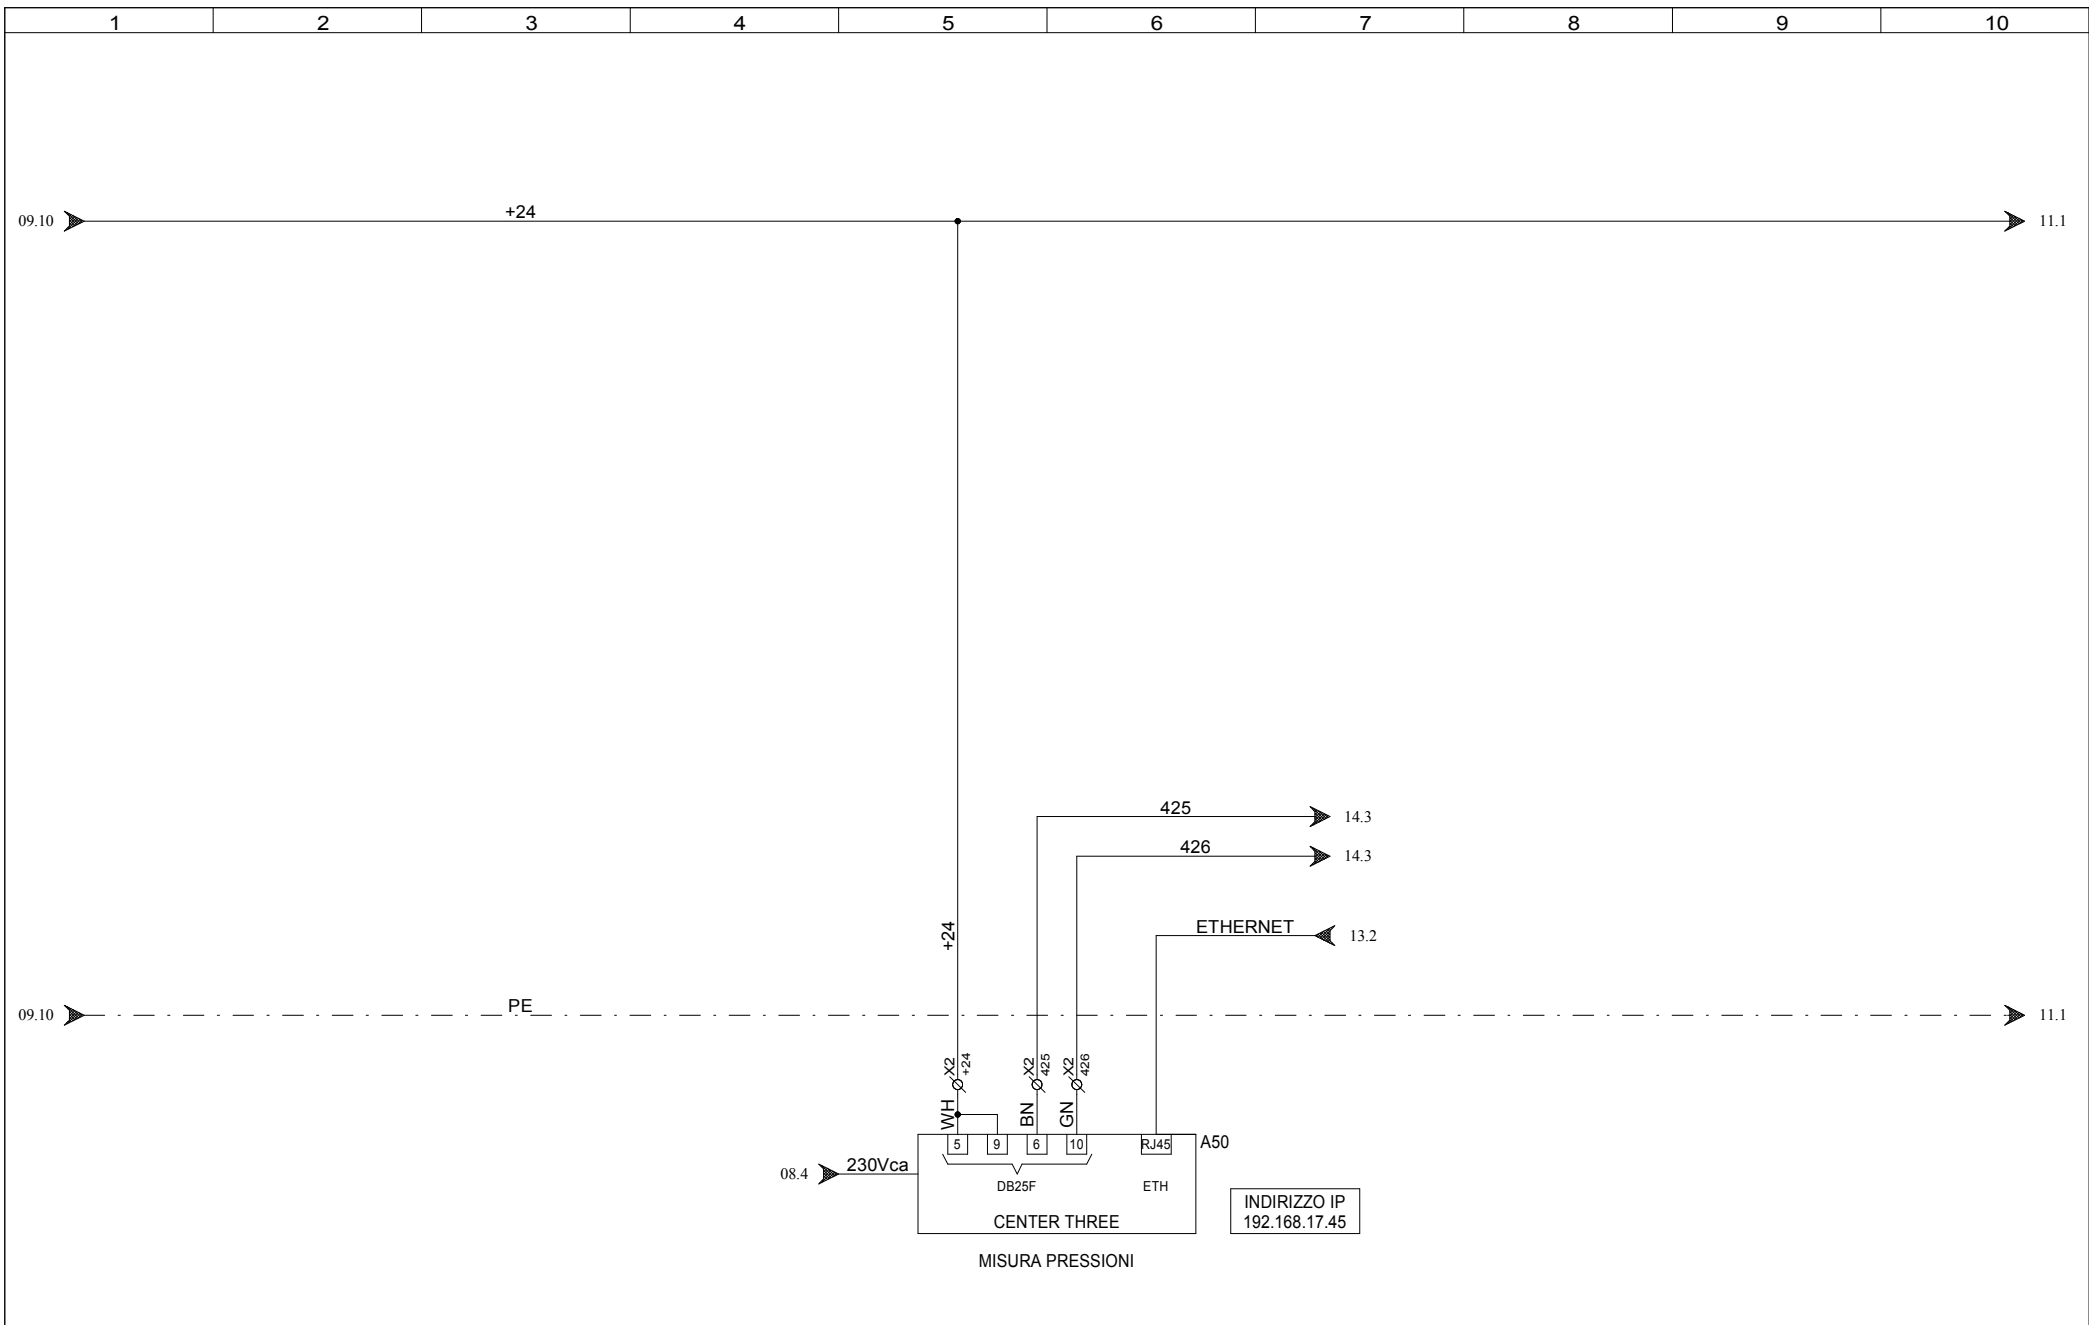 1 2 3 4 5 6 7 8 9 10
+24
09.10 11.1
425
14.3
426
14.3
ETHERNET
13.2
+24
PE
09.10 11.1
X2 +24 X2 425 X2 426
WH BN GN
5 9 6 10 RJ45 A50
230Vca
08.4
DB25F ETH
INDIRIZZO IP
192.168.17.45
CENTER THREE
MISURA PRESSIONI